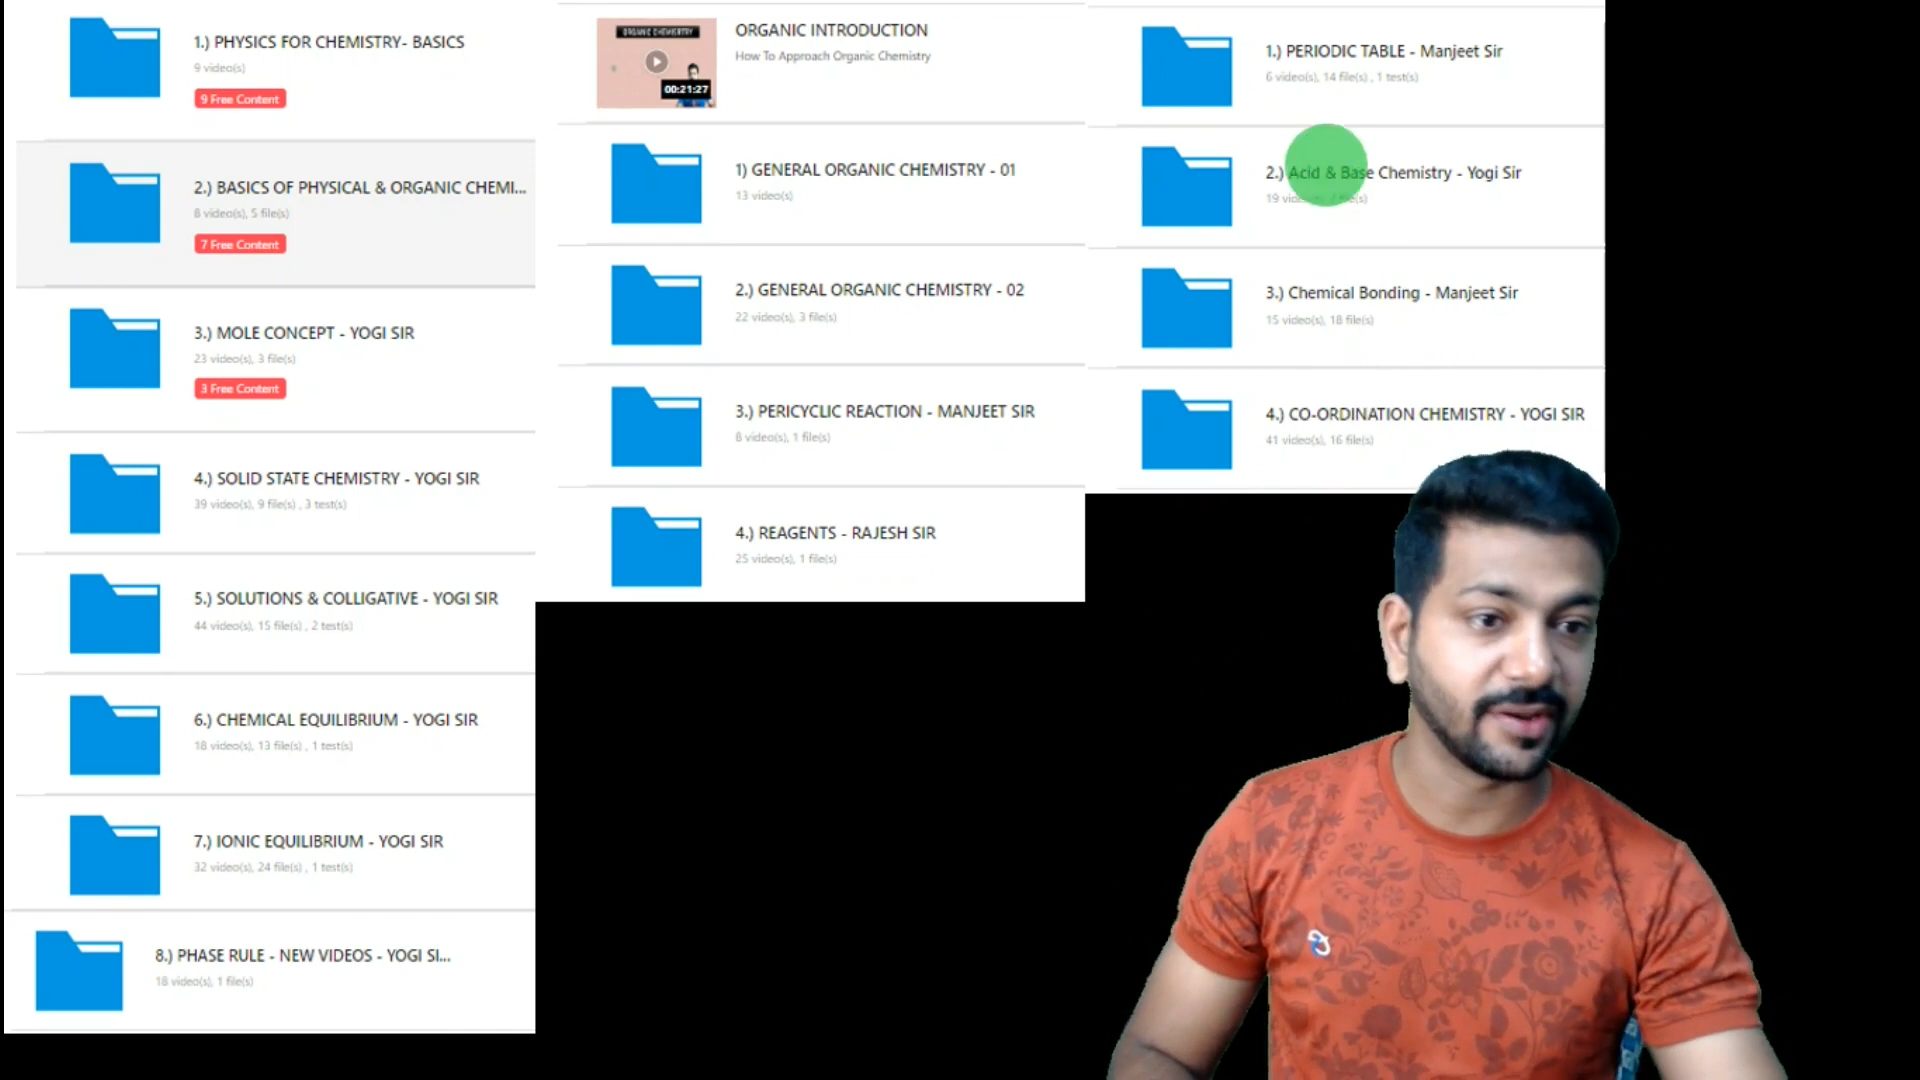 1.) PHYSICS FOR CHEMISTRY- BASICS
9 video(s)
9 Free Content
2.) BASICS OF PHYSICAL & ORGANIC CHEMI...
8 video(s), 5 file(s)
7 Free Content
3.) MOLE CONCEPT - YOGI SIR
23 video(s), 3 file(s)
3 Free Content
4.) SOLID STATE CHEMISTRY - YOGI SIR
39 video(s), 9 file(s) , 3 test(s)
5.) SOLUTIONS & COLLIGATIVE - YOGI SIR
44 video(s), 15 file(s) , 2 test(s)
6.) CHEMICAL EQUILIBRIUM - YOGI SIR
18 video(s), 13 file(s) , 1 test(s)
7.) IONIC EQUILIBRIUM - YOGI SIR
32 video(s), 24 file(s) , 1 test(s)
8.) PHASE RULE - NEW VIDEOS - YOGI SI...
18 video(s), 1 file(s)
ORGANIC CHEMISTRY
00:21:27
ORGANIC INTRODUCTION
How To Approach Organic Chemistry
1) GENERAL ORGANIC CHEMISTRY - 01
13 video(s)
2.) GENERAL ORGANIC CHEMISTRY - 02
22 video(s), 3 file(s)
3.) PERICYCLIC REACTION - MANJEET SIR
8 video(s), 1 file(s)
4.) REAGENTS - RAJESH SIR
25 video(s), 1 file(s)
1.) PERIODIC TABLE - Manjeet Sir
6 video(s), 14 file(s) , 1 test(s)
2.) Acid & Base Chemistry - Yogi Sir
19
3.) Chemical Bonding - Manjeet Sir
15 video(s), 18 file(s)
4.) CO-ORDINATION CHEMISTRY - YOGI SIR
41 video(s), 16 file(s)